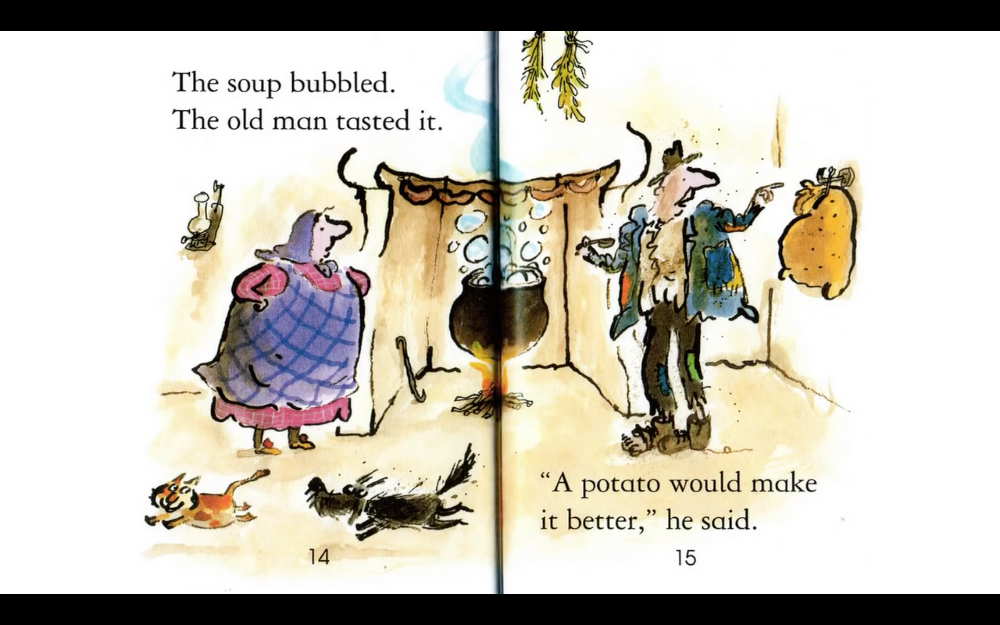 The soup bubbled.
The old man tasted it.
14
"A potato would make
it better," he said.
15